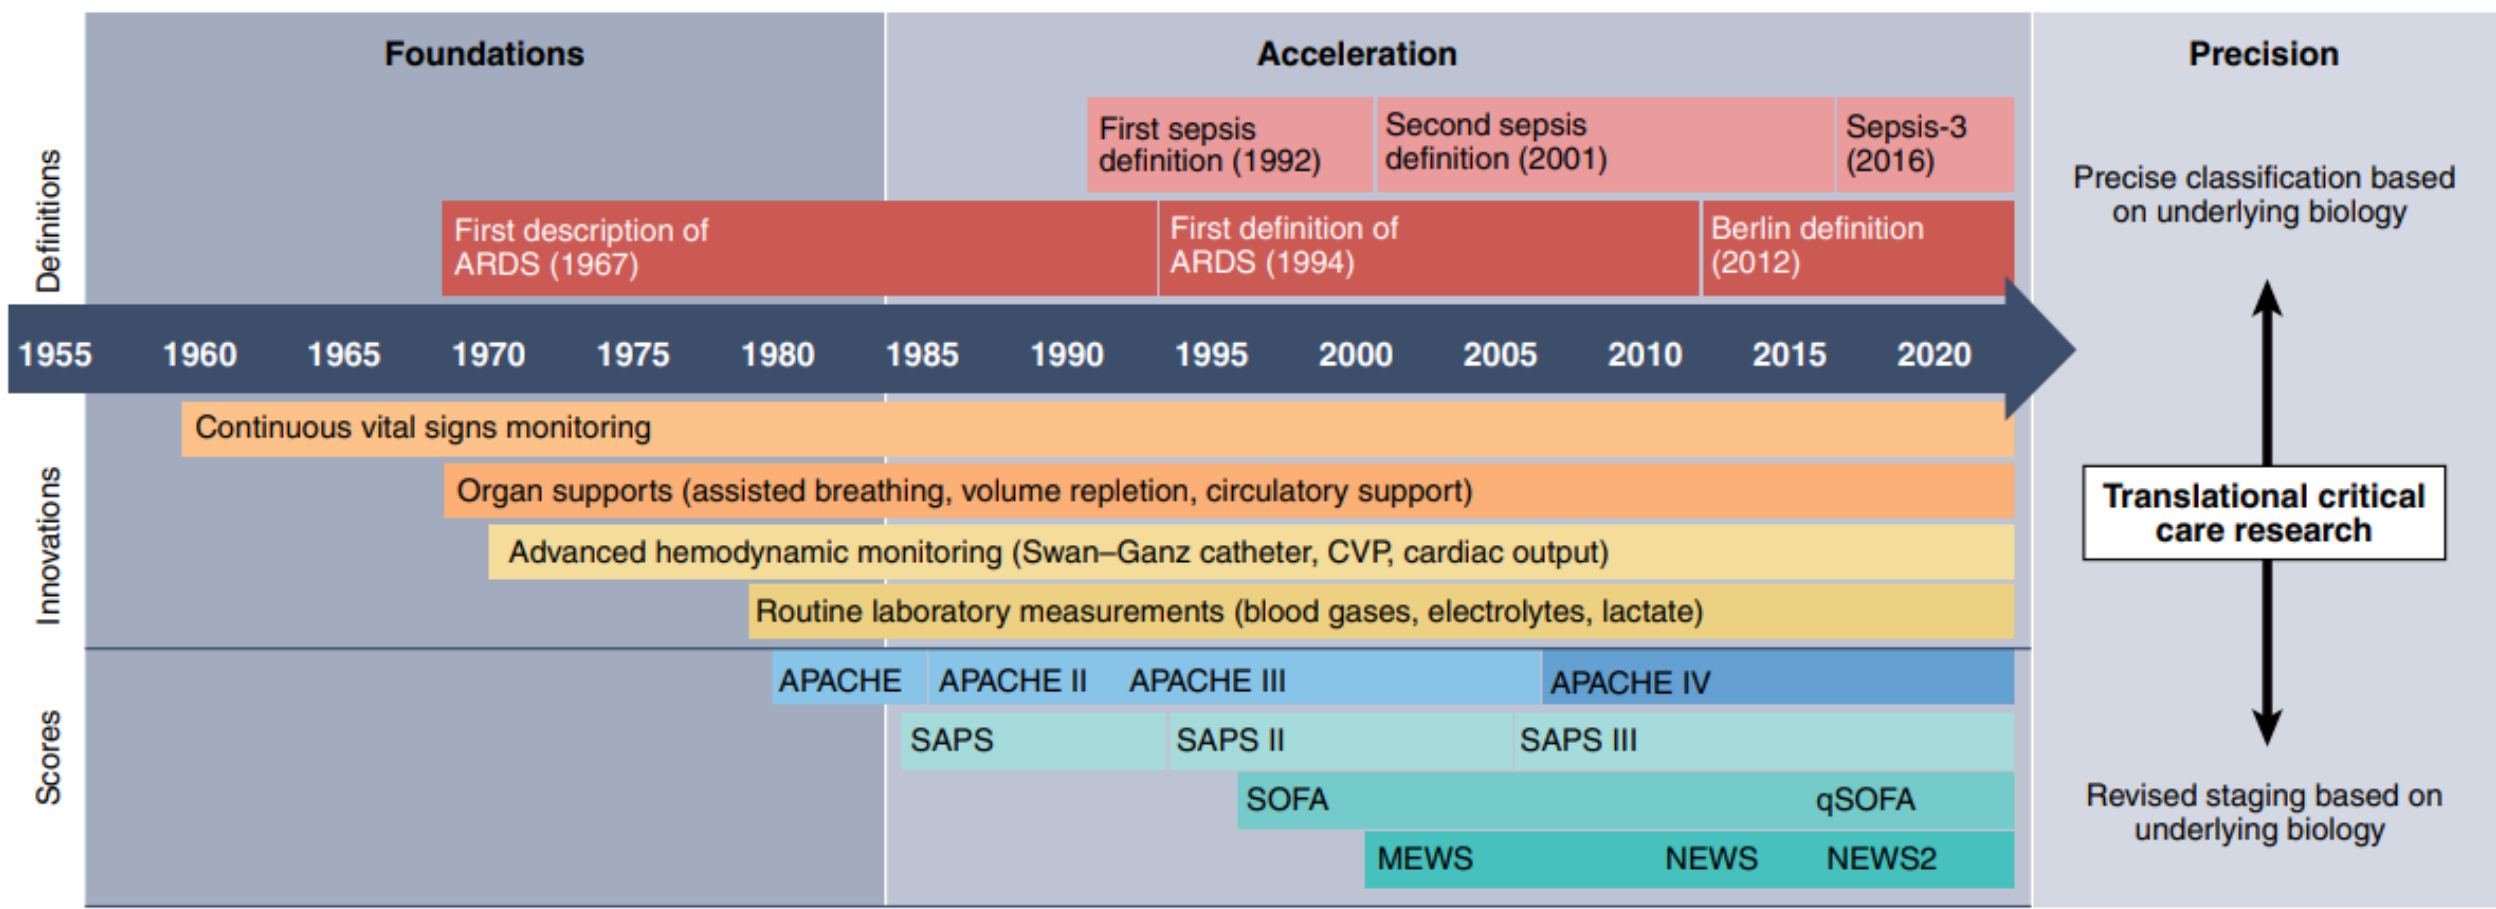 Foundations
Acceleration
Precision
Definitions
First sepsis
definition (1992)
Second sepsis
definition (2001)
Sepsis-3
(2016)
First description of
ARDS (1967)
First definition of
ARDS (1994)
Berlin definition
(2012)
Precise classification based
on underlying biology
1955 1960 1965 1970 1975 1980 1985 1990 1995 2000 2005 2010 2015 2020
Innovations
Continuous vital signs monitoring
Organ supports (assisted breathing, volume repletion, circulatory support)
Advanced hemodynamic monitoring (Swan–Ganz catheter, CVP, cardiac output)
Routine laboratory measurements (blood gases, electrolytes, lactate)
Translational critical
care research
Scores
APACHE APACHE II APACHE III APACHE IV
SAPS SAPS II SAPS III
SOFA qSOFA
MEWS NEWS NEWS2
Revised staging based on
underlying biology